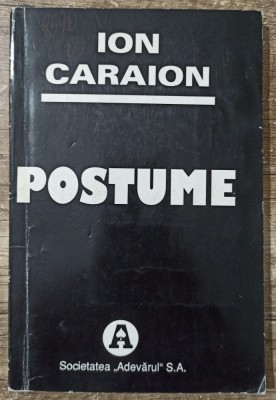 ION
CARAION
POSTUME
A
Societatea „Adevărul" S.A.